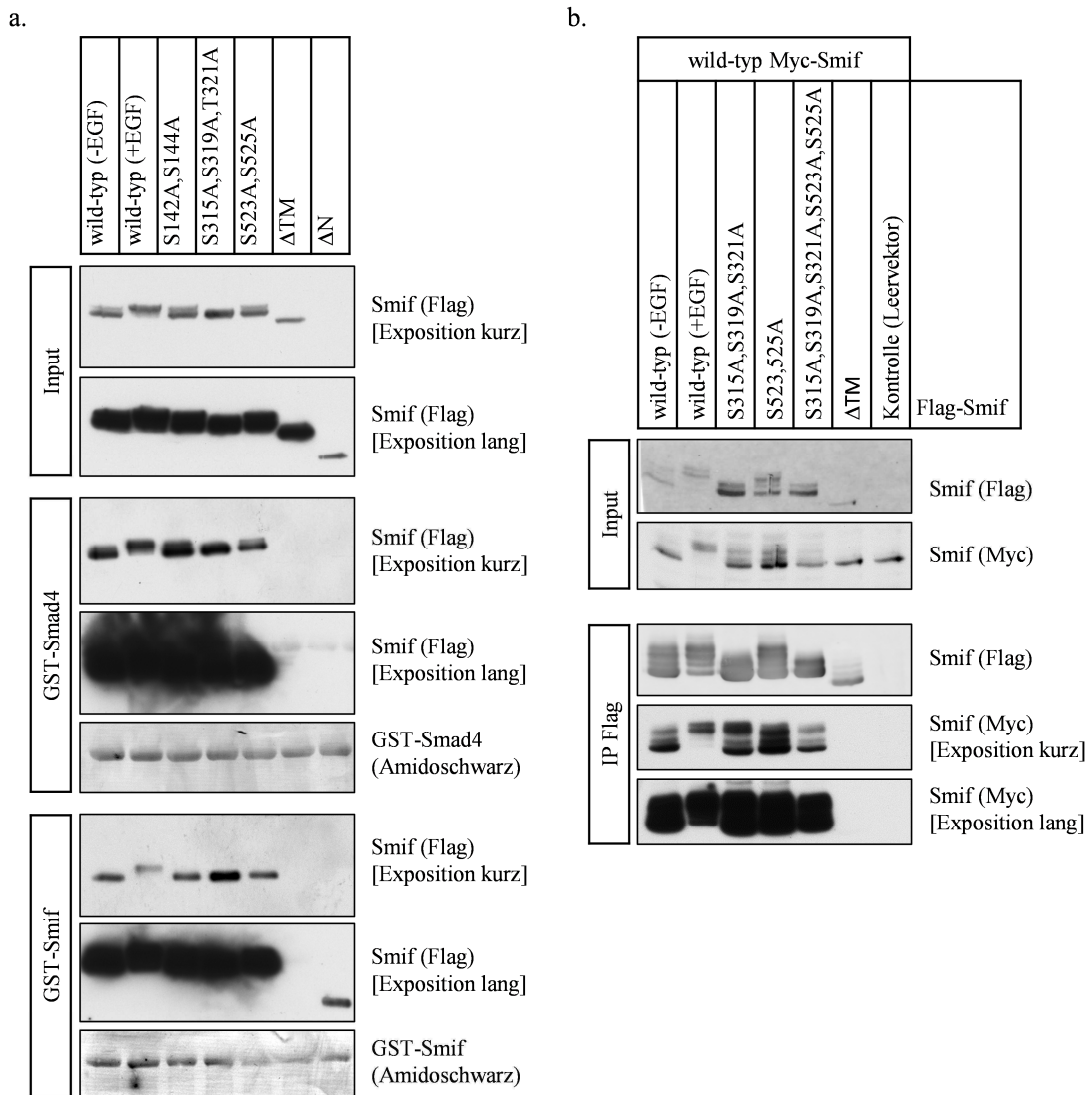 a.
wild-typ (-EGF)
wild-typ (+EGF)
S142A,S144A
S315A,S319A,T321A
S523A,S525A
ΔTM
ΔN
Input
Smif (Flag)
[Exposition kurz]
Smif (Flag)
[Exposition lang]
GST-Smad4
Smif (Flag)
[Exposition kurz]
Smif (Flag)
[Exposition lang]
GST-Smad4
(Amidoschwarz)
GST-Smif
Smif (Flag)
[Exposition kurz]
Smif (Flag)
[Exposition lang]
GST-Smif
(Amidoschwarz)
b.
wild-typ Myc-Smif
wild-typ (-EGF)
wild-typ (+EGF)
S315A,S319A,S321A
S523,525A
S315A,S319A,S321A,S523A,S525A
ΔTM
Kontrolle (Leervektor)
Flag-Smif
Input
Smif (Flag)
Smif (Myc)
IP Flag
Smif (Flag)
Smif (Myc)
[Exposition kurz]
Smif (Myc)
[Exposition lang]